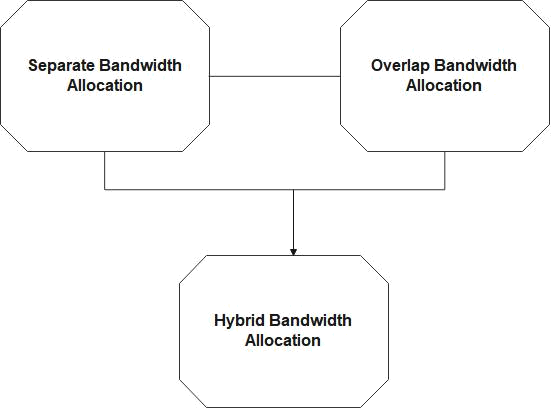 Separate Bandwidth
Allocation
Overlap Bandwidth
Allocation
Hybrid Bandwidth
Allocation